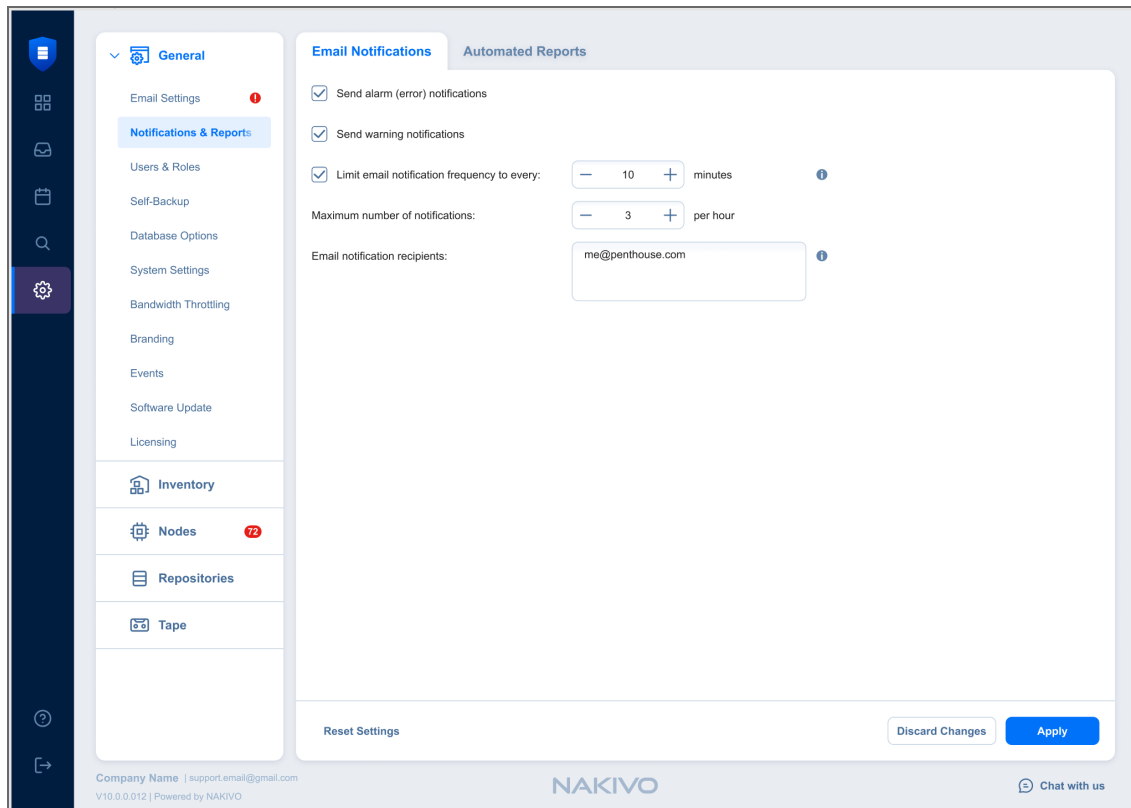 General
Email Settings !
Notifications & Reports
Users & Roles
Self-Backup
Database Options
System Settings
Bandwidth Throttling
Branding
Events
Software Update
Licensing
Inventory
Nodes 72
Repositories
Tape
Email Notifications Automated Reports
Send alarm (error) notifications
Send warning notifications
Limit email notification frequency to every: − 10 + minutes i
Maximum number of notifications: − 3 + per hour
Email notification recipients: me@penthouse.com i
Reset Settings Discard Changes Apply
Company Name | support.email@gmail.com
V10.0.0.012 | Powered by NAKIVO
NAKIVO
Chat with us